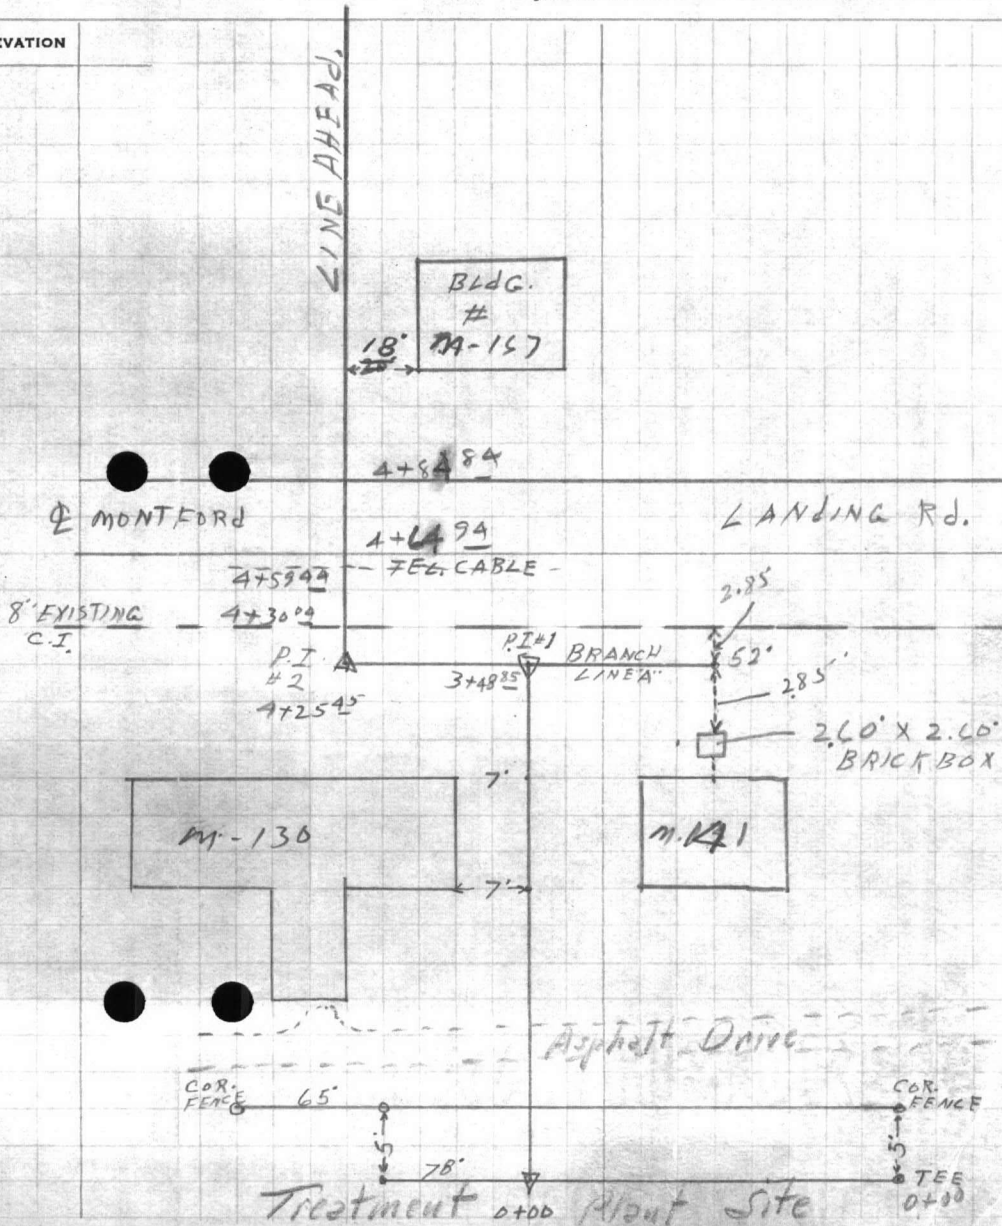 EVATION
LINE AHEAD.
BLdG.
#
M-157
18'
20'
4+84 84
℄ MONTFORd
LANDING Rd.
4+64 94
4+59 44
TEL. CABLE
8" EXISTING
C.I.
4+30 04
2.85'
P.I.
#2
4+25 45
P.I.#1
3+48 85
BRANCH
LINE "A"
52'
2.85'
2.60' X 2.60'
BRICK BOX
7'
M-130
M.141
7'
Asphalt Drive
COR.
FENCE
65'
COR.
FENCE
5'
5'
78'
TEE
0+00
Treatment Plant Site
0+00